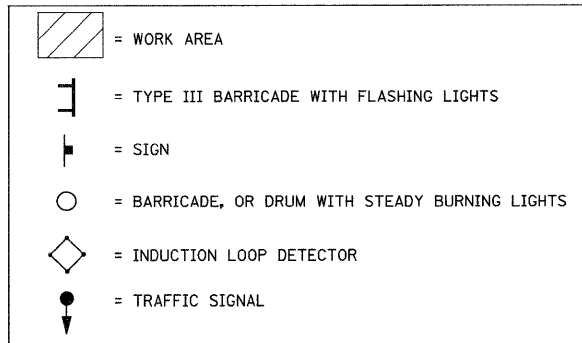 = WORK AREA
= TYPE III BARRICADE WITH FLASHING LIGHTS
= SIGN
= BARRICADE, OR DRUM WITH STEADY BURNING LIGHTS
= INDUCTION LOOP DETECTOR
= TRAFFIC SIGNAL